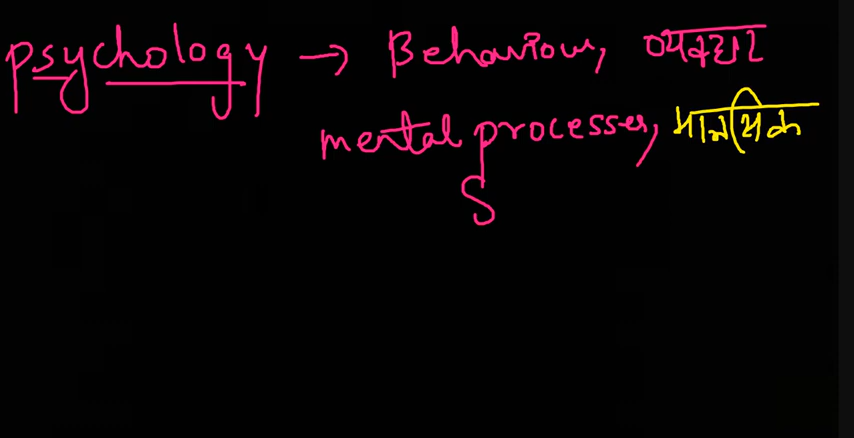 psychology → Behaviour, व्यवहार
mental processes, मानसिक
S